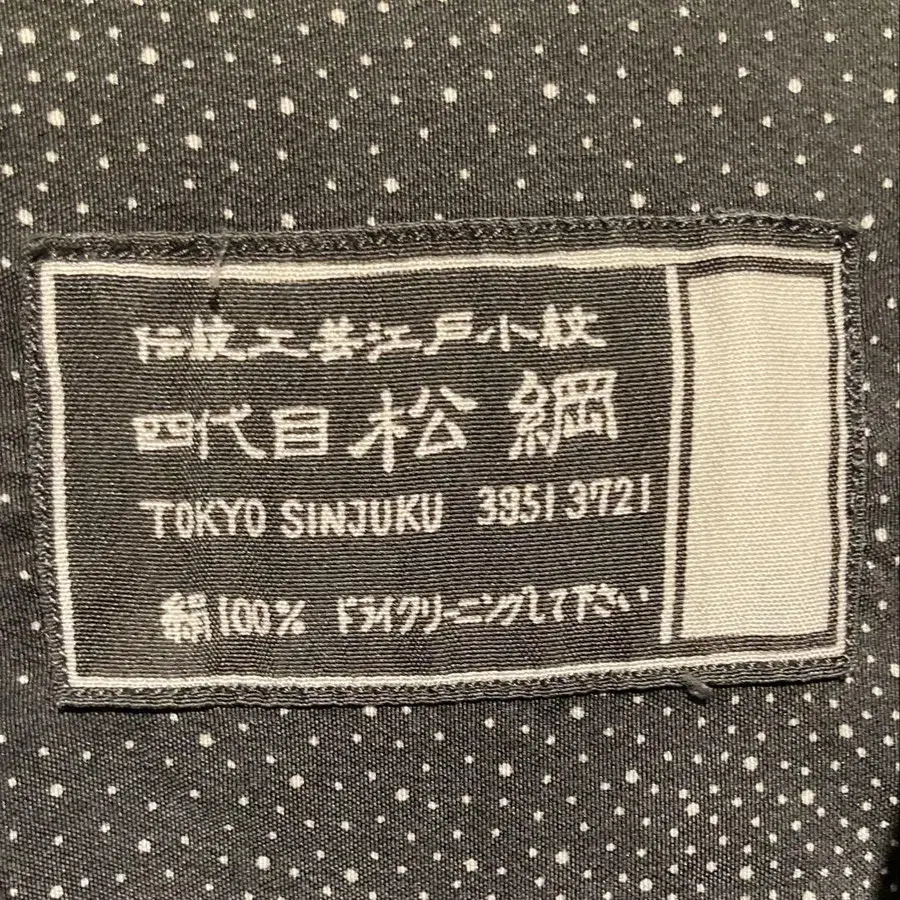 伝統工芸江戸小紋
四代目 松綱
TOKYO SINJUKU 3951 3721
絹100% ドライクリーニングして下さい